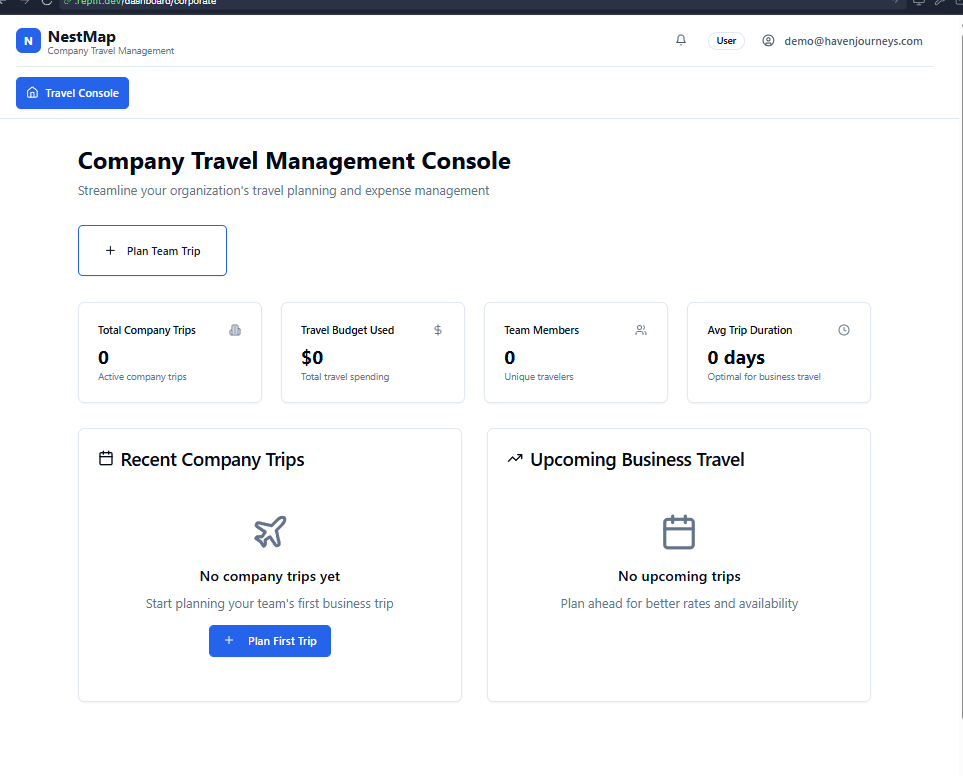 .replit.dev/dashboard/corporate
N NestMap
Company Travel Management
User
demo@havenjourneys.com
Travel Console
Company Travel Management Console
Streamline your organization's travel planning and expense management
+ Plan Team Trip
Total Company Trips
0
Active company trips
Travel Budget Used
$
$0
Total travel spending
Team Members
0
Unique travelers
Avg Trip Duration
0 days
Optimal for business travel
Recent Company Trips
No company trips yet
Start planning your team's first business trip
+ Plan First Trip
Upcoming Business Travel
No upcoming trips
Plan ahead for better rates and availability